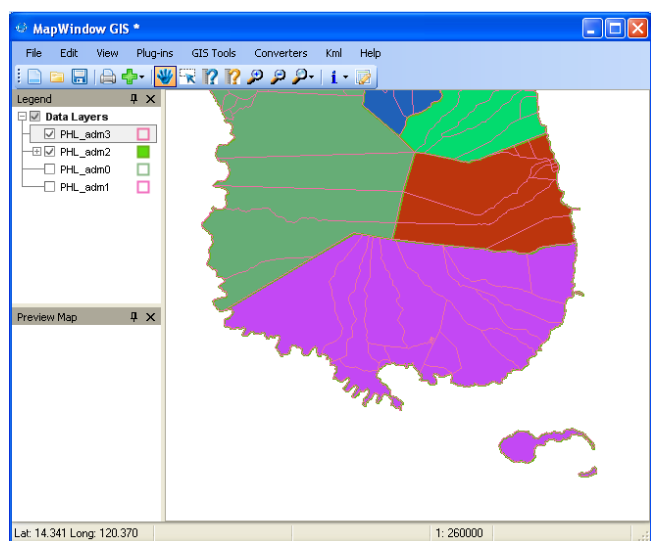 MapWindow GIS *
File Edit View Plug-ins GIS Tools Converters Kml Help
Legend
Data Layers
PHL_adm3
PHL_adm2
PHL_adm0
PHL_adm1
Preview Map
Lat: 14.341 Long: 120.370
1: 260000